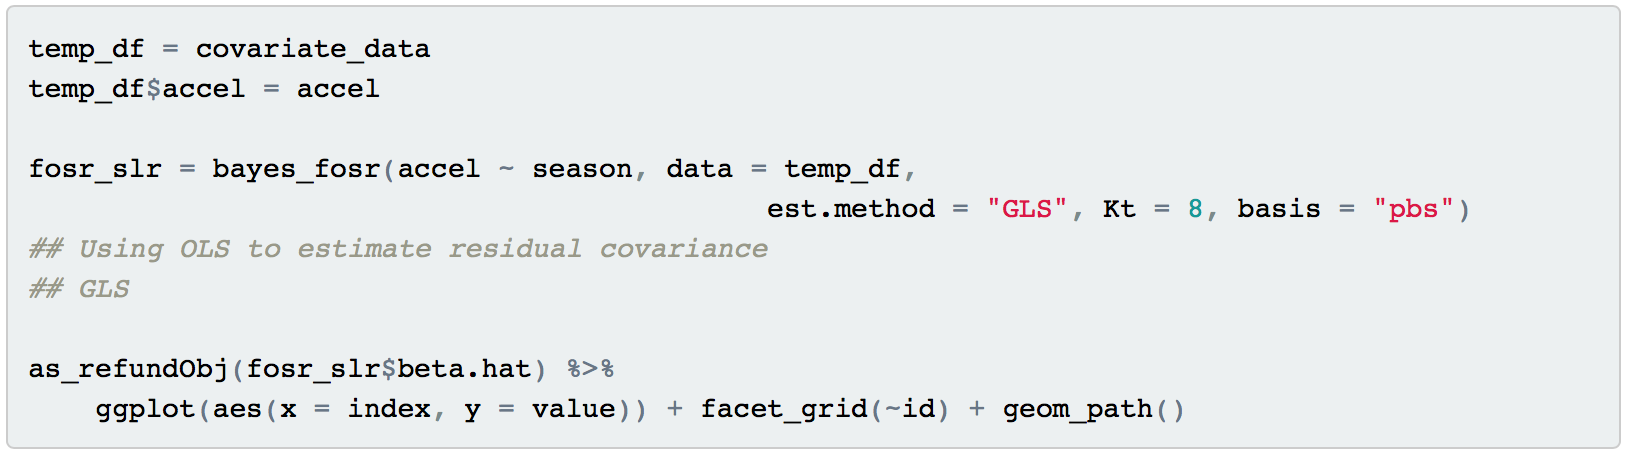 temp_df = covariate_data
temp_df$accel = accel
fosr_slr = bayes_fosr(accel ~ season, data = temp_df,
est.method = "GLS", Kt = 8, basis = "pbs")
## Using OLS to estimate residual covariance
## GLS
as_refundObj(fosr_slr$beta.hat) %>%
ggplot(aes(x = index, y = value)) + facet_grid(~id) + geom_path()